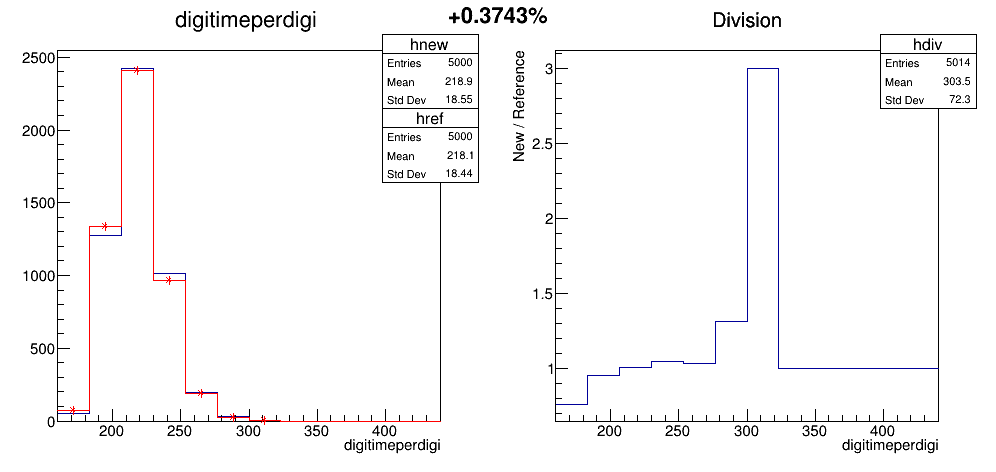 digitimeperdigi
+0.3743%
Division
hnew
Entries 5000
Mean 218.9
Std Dev 18.55
href
Entries 5000
Mean 218.1
Std Dev 18.44
2500
2000
1500
1000
500
0
200 250 300 350 400
digitimeperdigi
hdiv
Entries 5014
Mean 303.5
Std Dev 72.3
New / Reference
3
2.5
2
1.5
1
200 250 300 350 400
digitimeperdigi